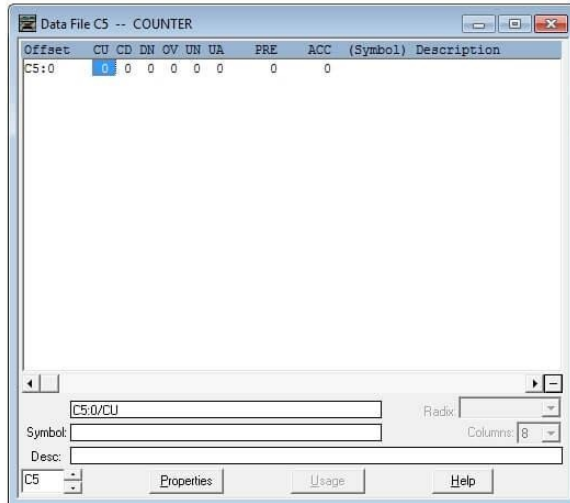 Data File C5 -- COUNTER
Offset CU CD DN OV UN UA PRE ACC (Symbol) Description
C5:0 0 0 0 0 0 0 0 0
C5:0/CU
Radix:
Symbol:
Columns: 8
Desc:
C5 Properties Usage Help